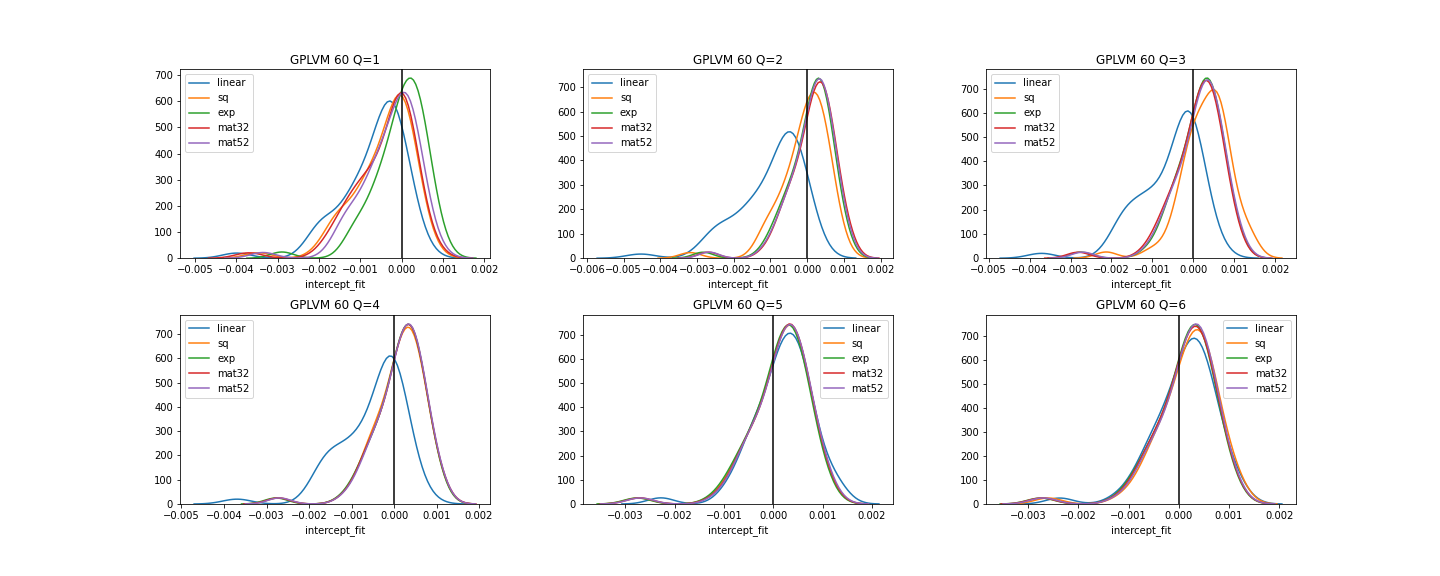 GPLVM 60 Q=1
700
600
500
400
300
200
100
0
linear
sq
exp
mat32
mat52
−0.005 −0.004 −0.003 −0.002 −0.001 0.000 0.001 0.002
intercept_fit
GPLVM 60 Q=2
700
600
500
400
300
200
100
0
linear
sq
exp
mat32
mat52
−0.006 −0.005 −0.004 −0.003 −0.002 −0.001 0.000 0.001 0.002
intercept_fit
GPLVM 60 Q=3
700
600
500
400
300
200
100
0
linear
sq
exp
mat32
mat52
−0.005 −0.004 −0.003 −0.002 −0.001 0.000 0.001 0.002
intercept_fit
GPLVM 60 Q=4
700
600
500
400
300
200
100
0
linear
sq
exp
mat32
mat52
−0.005 −0.004 −0.003 −0.002 −0.001 0.000 0.001 0.002
intercept_fit
GPLVM 60 Q=5
700
600
500
400
300
200
100
0
linear
sq
exp
mat32
mat52
−0.003 −0.002 −0.001 0.000 0.001 0.002
intercept_fit
GPLVM 60 Q=6
700
600
500
400
300
200
100
0
linear
sq
exp
mat32
mat52
−0.003 −0.002 −0.001 0.000 0.001 0.002
intercept_fit